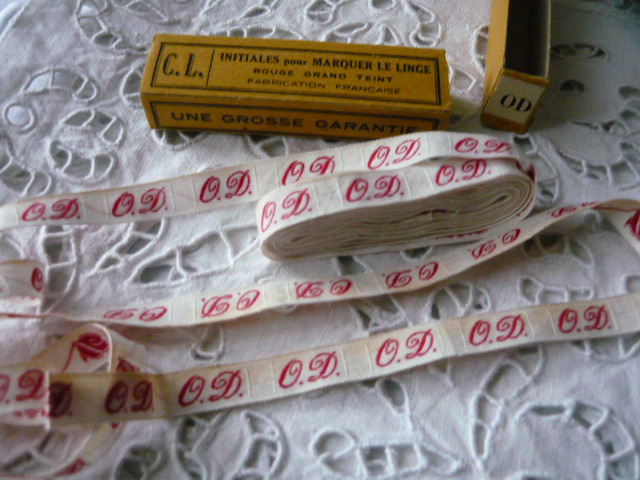 C. L.
INITIALES pour MARQUER LE LINGE
ROUGE GRAND TEINT
FABRICATION FRANÇAISE
UNE GROSSE GARANTIE
OD
O.D. O.D. O.D. O.D. O.D. O.D.
O.D. O.D. O.D.
O.D. O.D. O.D. O.D. O.D.
O.D. O.D. O.D. O.D. O.D. O.D. O.D.